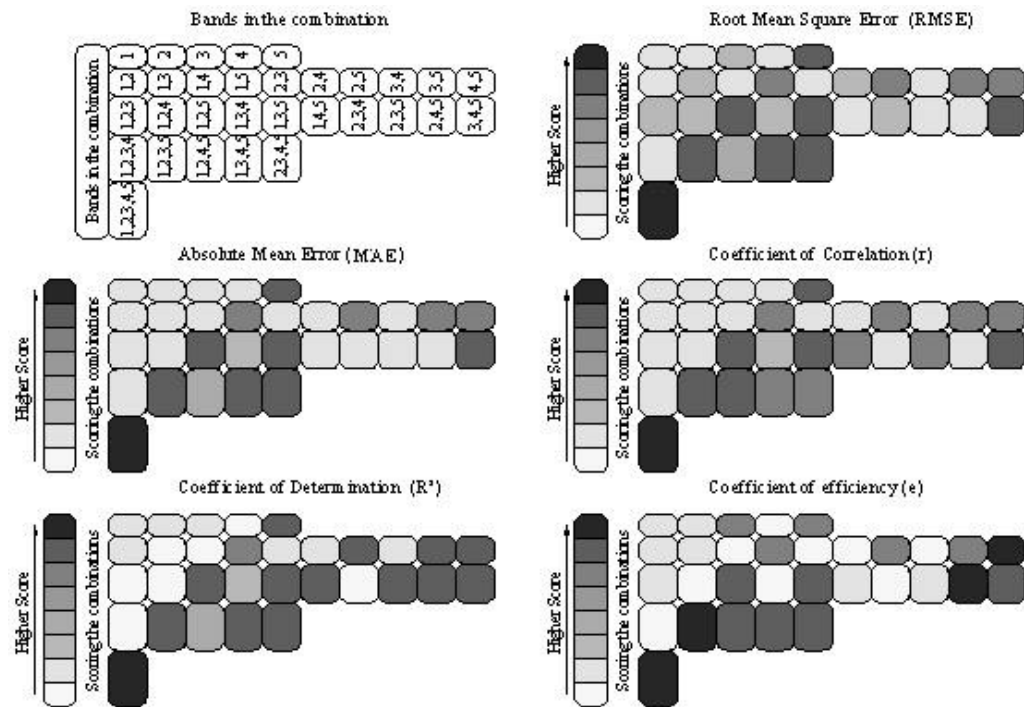 Bands in the combination
Bands in the combination
1
2
3
4
5
1,2
1,3
1,4
1,5
2,3
2,4
2,5
3,4
3,5
4,5
1,2,3
1,2,4
1,2,5
1,3,4
1,3,5
1,4,5
2,3,4
2,3,5
2,4,5
3,4,5
1,2,3,4
1,2,3,5
1,2,4,5
1,3,4,5
2,3,4,5
1,2,3,4,5
Root Mean Square Error (RMSE)
Higher Score
Scoring the combinations
Absolute Mean Error (MAE)
Higher Score
Scoring the combinations
Coefficient of Correlation (r)
Higher Score
Scoring the combinations
Coefficient of Determination (R²)
Higher Score
Scoring the combinations
Coefficient of efficiency (e)
Higher Score
Scoring the combinations